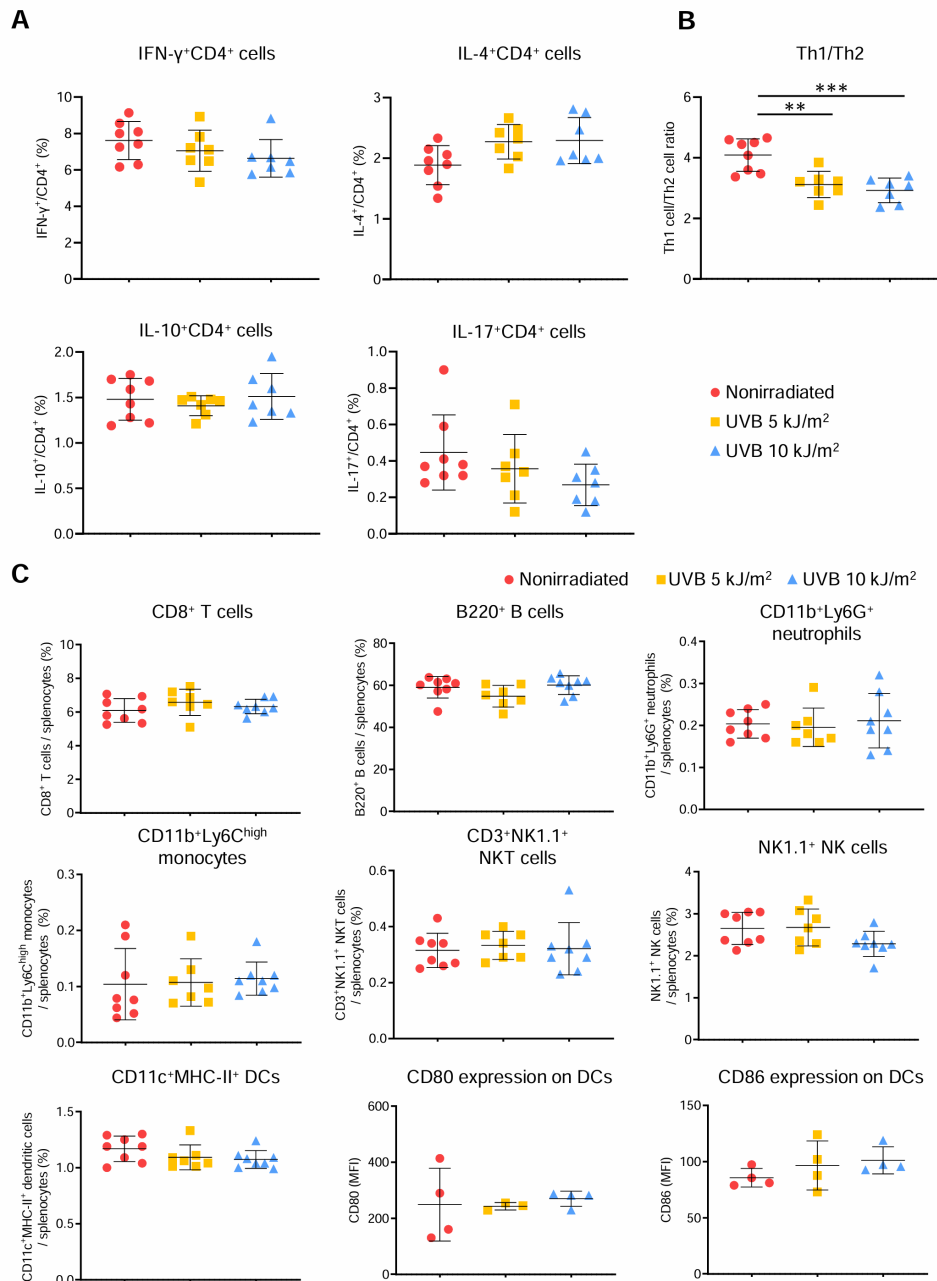 A
B
IFN-γ⁺CD4⁺ cells
IL-4⁺CD4⁺ cells
Th1/Th2
IFN-γ⁺/CD4⁺ (%)
10
8
6
4
2
0
IL-4⁺/CD4⁺ (%)
3
2
1
0
Th1 cell/Th2 cell ratio
6
4
2
0
***
**
IL-10⁺CD4⁺ cells
IL-17⁺CD4⁺ cells
IL-10⁺/CD4⁺ (%)
2.0
1.5
1.0
0.5
0.0
IL-17⁺/CD4⁺ (%)
1.0
0.8
0.6
0.4
0.2
0.0
Nonirradiated
UVB 5 kJ/m²
UVB 10 kJ/m²
C
Nonirradiated UVB 5 kJ/m² UVB 10 kJ/m²
CD8⁺ T cells
B220⁺ B cells
CD11b⁺Ly6G⁺
neutrophils
CD8⁺ T cells / splenocytes (%)
10
8
6
4
2
0
B220⁺ B cells / splenocytes (%)
80
60
40
20
0
CD11b⁺Ly6G⁺ neutrophils
/ splenocytes (%)
0.4
0.3
0.2
0.1
0.0
CD11b⁺Ly6Cʰⁱᵍʰ
monocytes
CD3⁺NK1.1⁺
NKT cells
NK1.1⁺ NK cells
CD11b⁺Ly6Cʰⁱᵍʰ monocytes
/ splenocytes (%)
0.3
0.2
0.1
0.0
CD3⁺NK1.1⁺ NKT cells
/ splenocytes (%)
0.6
0.4
0.2
0.0
NK1.1⁺ NK cells
/ splenocytes (%)
4
3
2
1
0
CD11c⁺MHC-II⁺ DCs
CD80 expression on DCs
CD86 expression on DCs
CD11c⁺MHC-II⁺ dendritic cells
/ splenocytes (%)
1.5
1.0
0.5
0.0
CD80 (MFI)
600
400
200
0
CD86 (MFI)
150
100
50
0